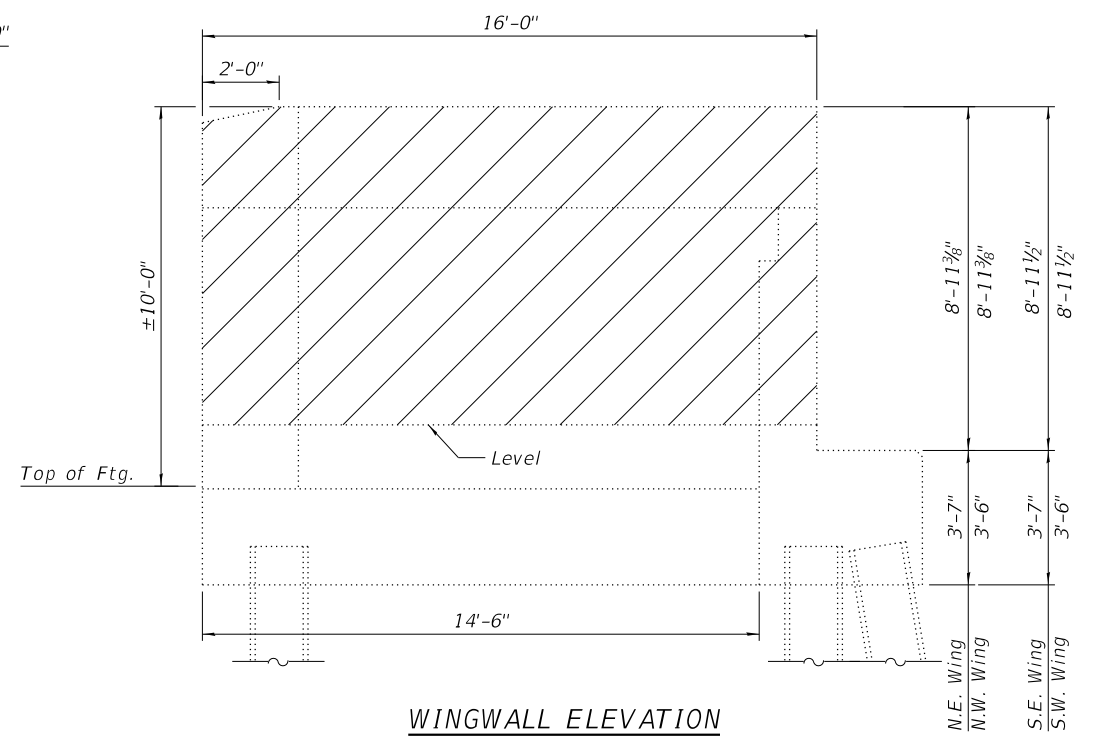 0"
16'-0"
2'-0"
±10'-0"
8'-11⅜"
8'-11⅜"
8'-11½"
8'-11½"
Level
Top of Ftg.
3'-7"
3'-6"
3'-7"
3'-6"
14'-6"
N.E. Wing
N.W. Wing
S.E. Wing
S.W. Wing
WINGWALL ELEVATION